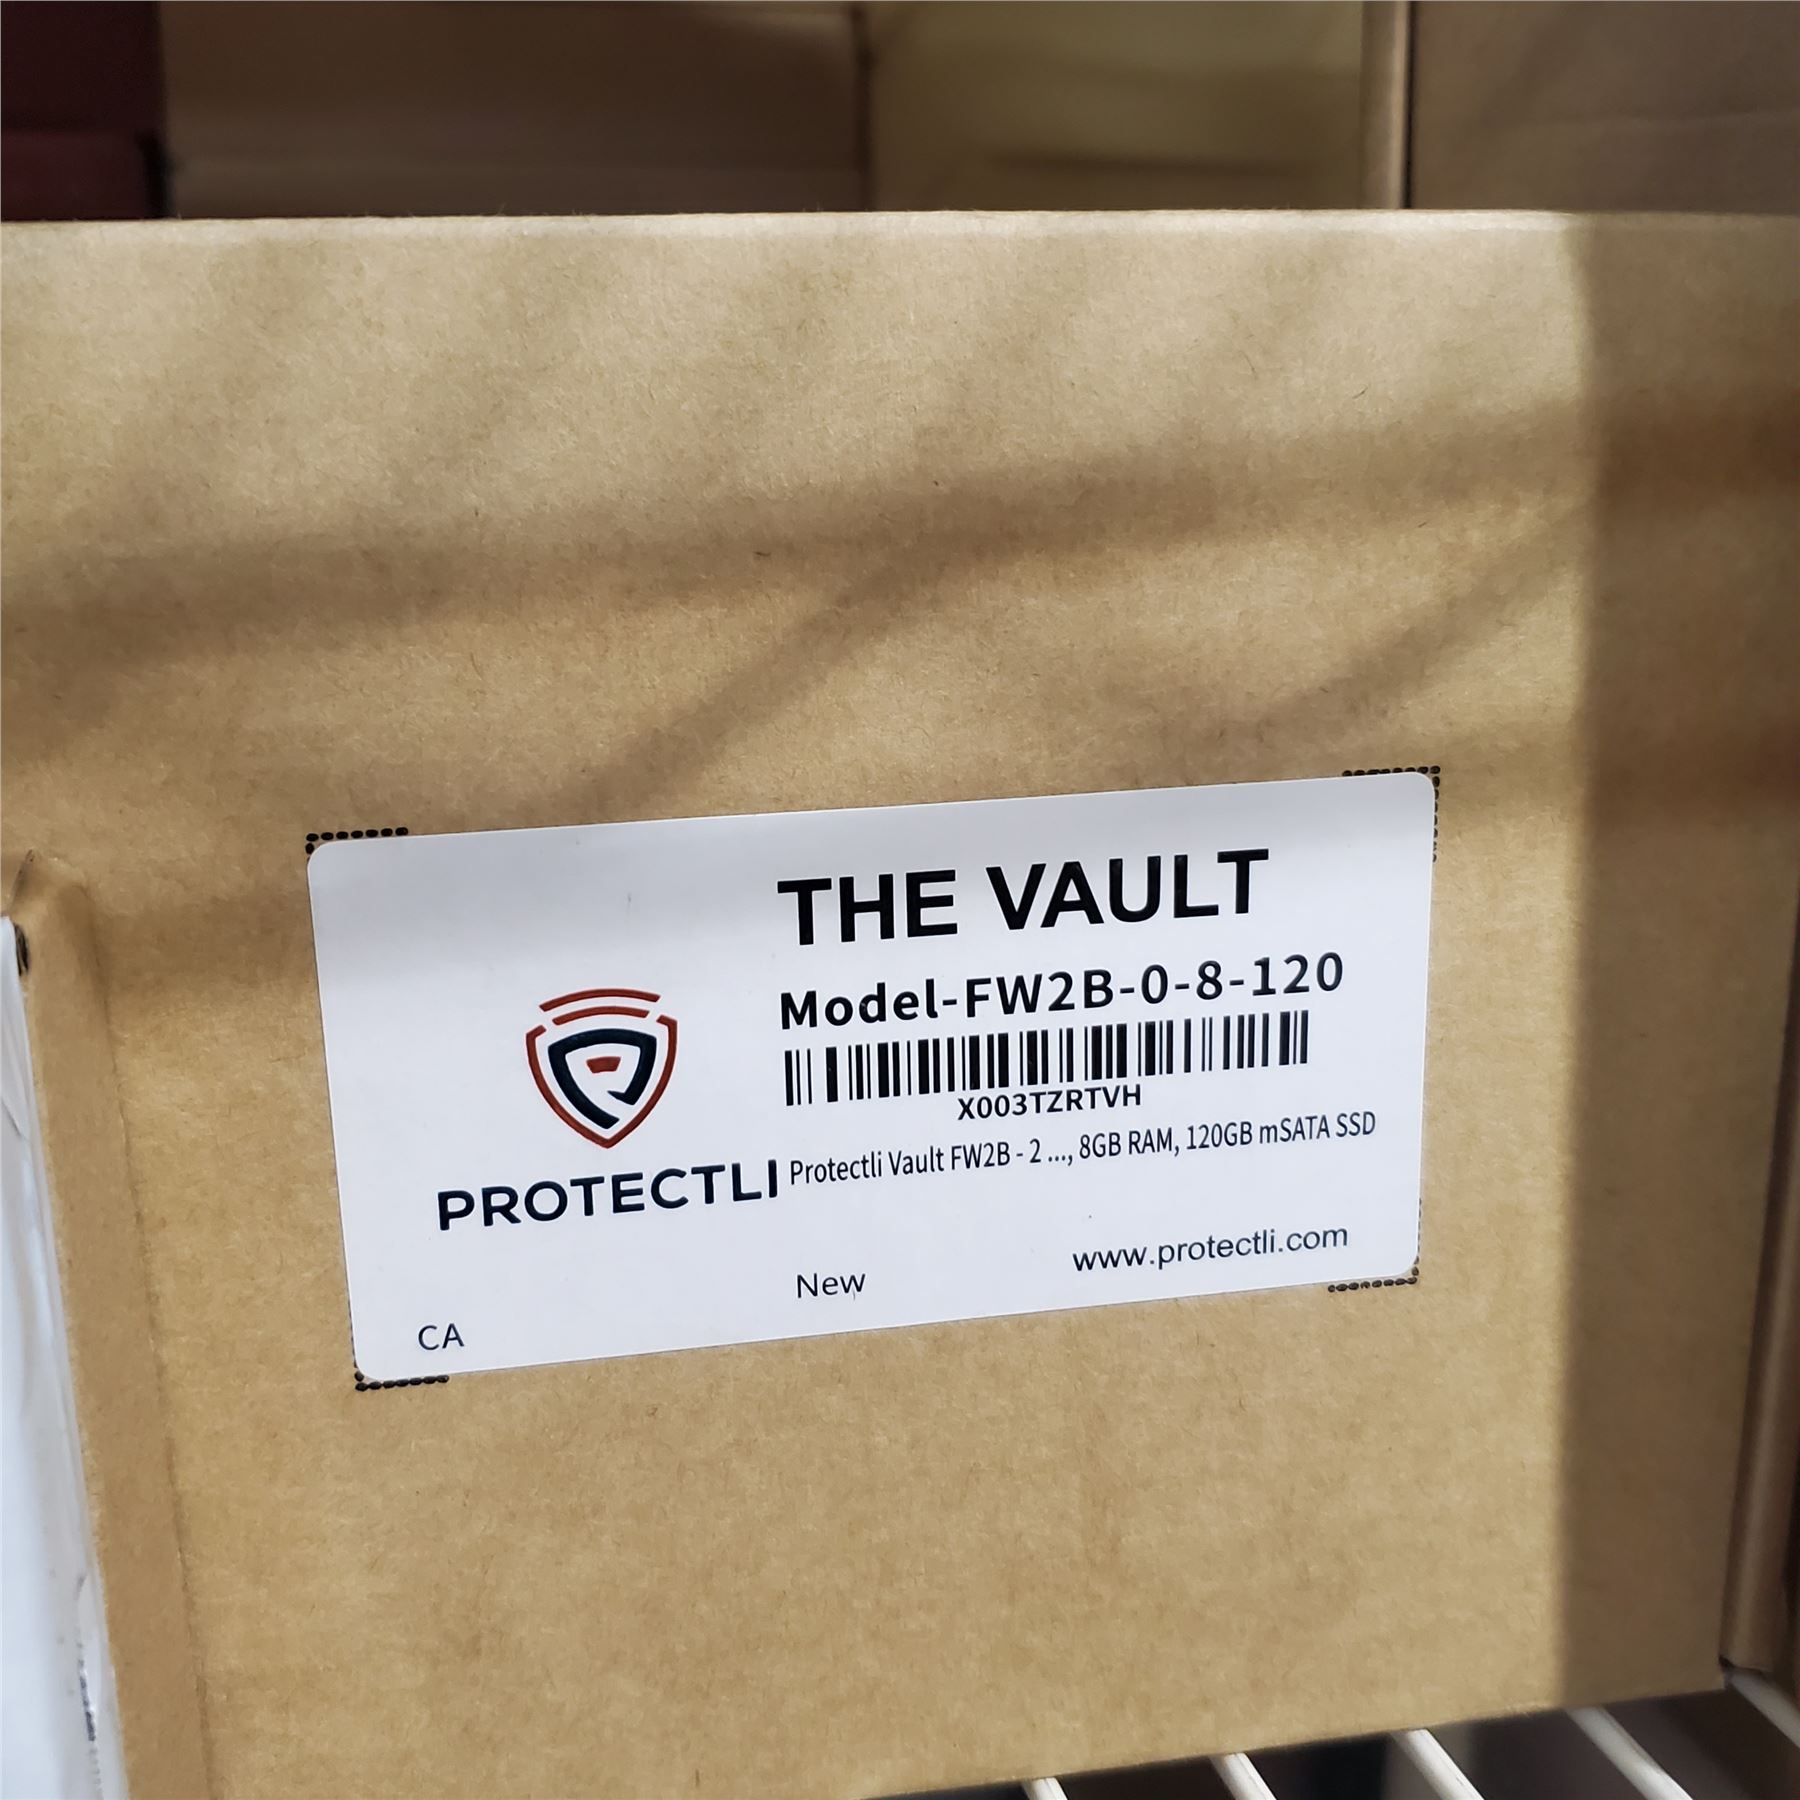 THE VAULT
Model-FW2B-0-8-120
X003TZRTVH
PROTECTLI
Protectli Vault FW2B - 2 ..., 8GB RAM, 120GB mSATA SSD
www.protectli.com
New
CA